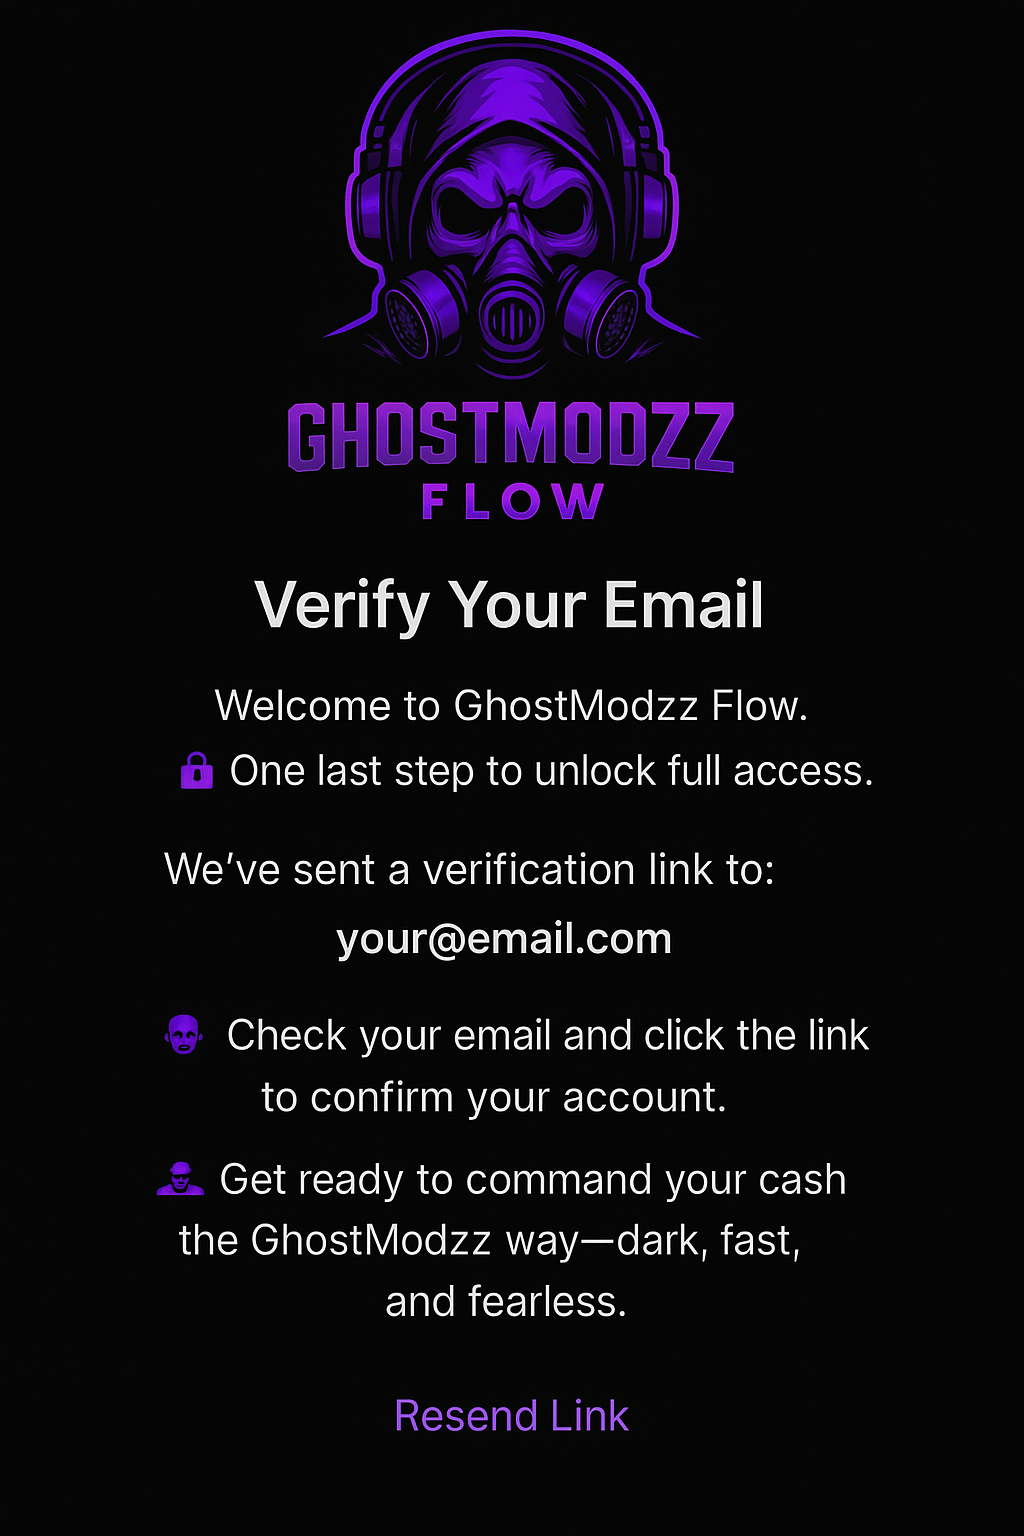 GHOSTMODZZ
FLOW
Verify Your Email
Welcome to GhostModzz Flow.
🔒 One last step to unlock full access.
We’ve sent a verification link to:
your@email.com
Check your email and click the link
to confirm your account.
Get ready to command your cash
the GhostModzz way—dark, fast,
and fearless.
Resend Link